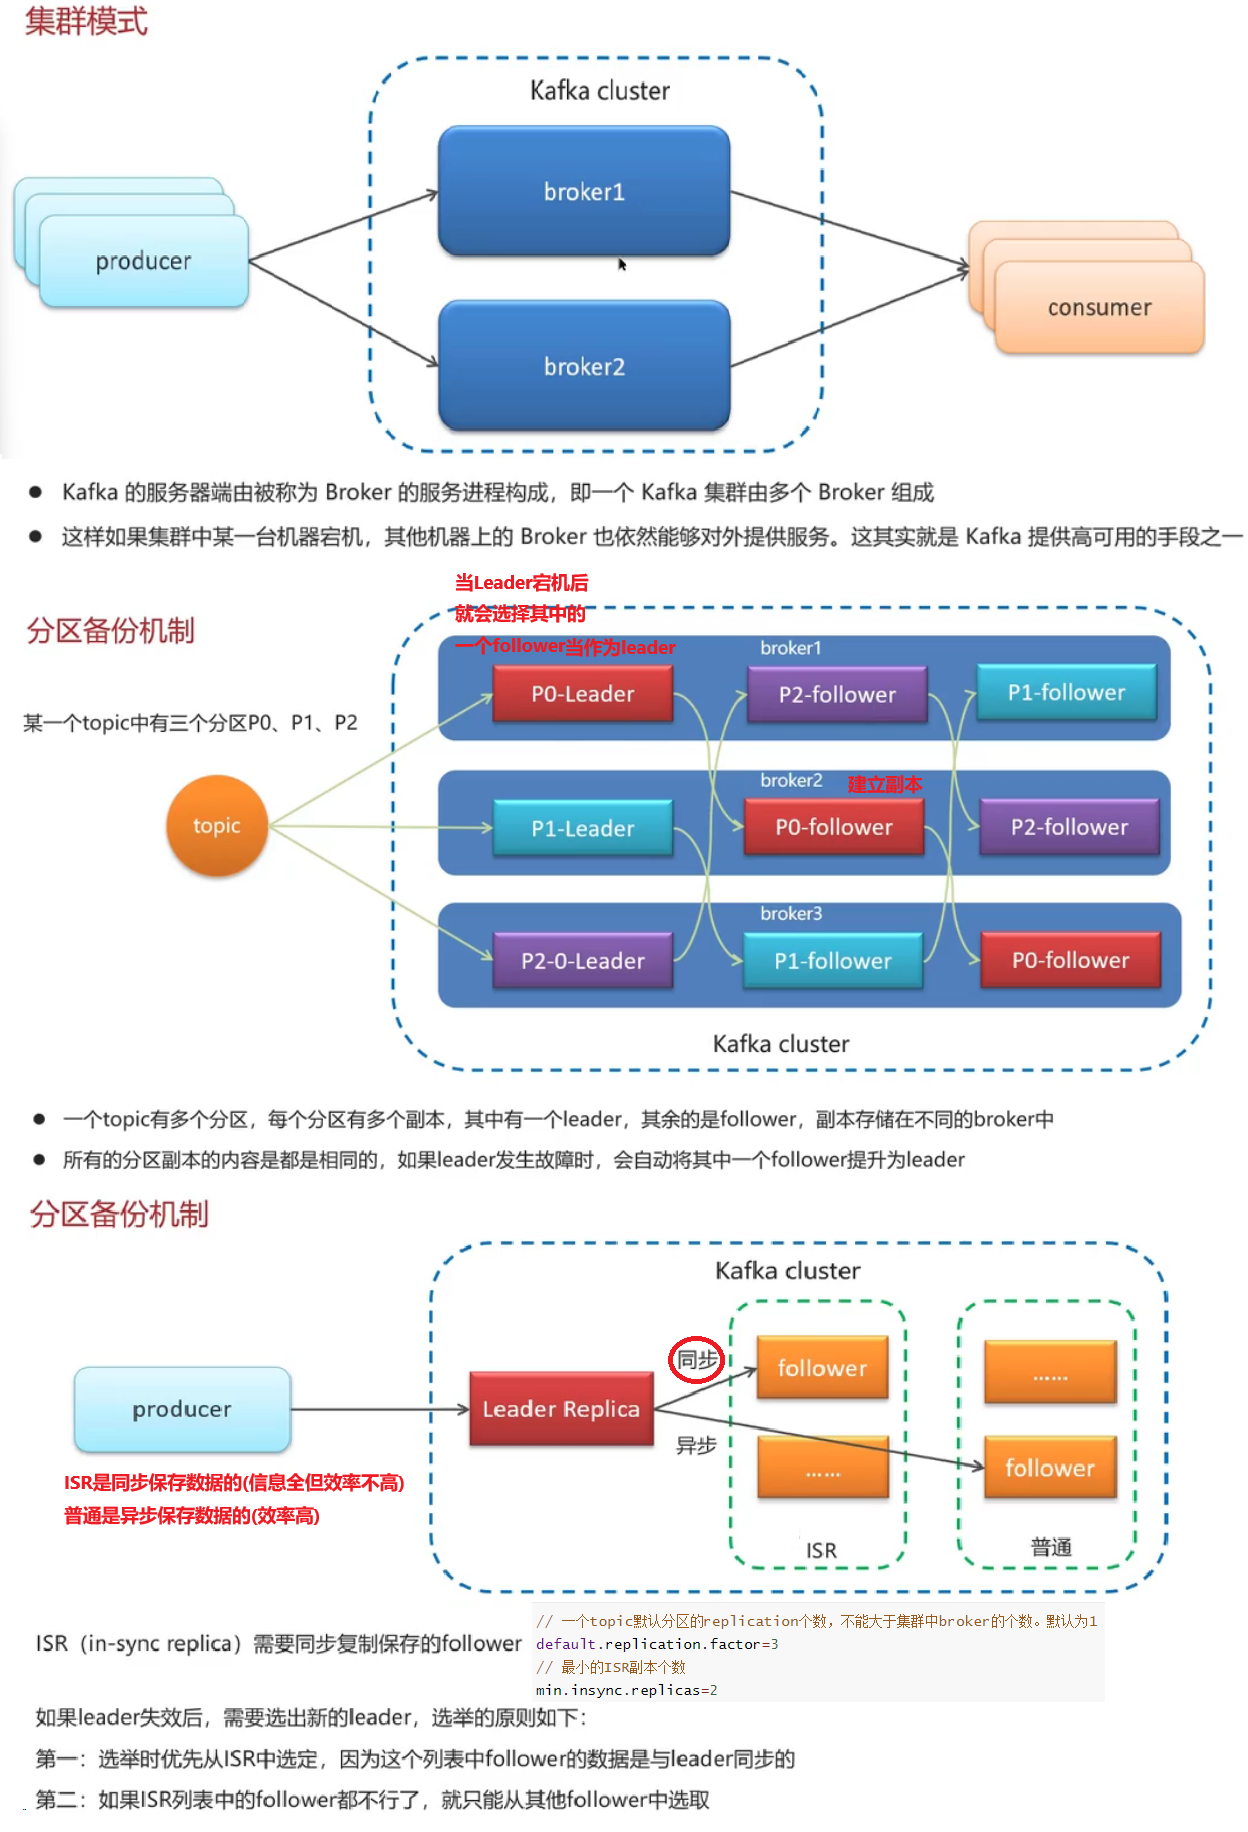 集群模式
Kafka cluster
broker1
producer
consumer
broker2
● Kafka 的服务器端由被称为 Broker 的服务进程构成，即一个 Kafka 集群由多个 Broker 组成
● 这样如果集群中某一台机器宕机，其他机器上的 Broker 也依然能够对外提供服务。这其实就是 Kafka 提供高可用的手段之一
当Leader宕机后
就会选择其中的
一个follower当作为leader
分区备份机制
某一个topic中有三个分区P0、P1、P2
topic
broker1
P0-Leader
P2-follower
P1-follower
broker2
建立副本
P1-Leader
P0-follower
P2-follower
broker3
P2-0-Leader
P1-follower
P0-follower
Kafka cluster
● 一个topic有多个分区，每个分区有多个副本，其中有一个leader，其余的是follower，副本存储在不同的broker中
● 所有的分区副本的内容是都是相同的，如果leader发生故障时，会自动将其中一个follower提升为leader
分区备份机制
Kafka cluster
producer
Leader Replica
同步
异步
follower
......
ISR
......
follower
普通
ISR是同步保存数据的(信息全但效率不高)
普通是异步保存数据的(效率高)
ISR（in-sync replica）需要同步复制保存的follower
// 一个topic默认分区的replication个数，不能大于集群中broker的个数。默认为1
default.replication.factor=3
// 最小的ISR副本个数
min.insync.replicas=2
如果leader失效后，需要选出新的leader，选举的原则如下：
第一：选举时优先从ISR中选定，因为这个列表中follower的数据是与leader同步的
第二：如果ISR列表中的follower都不行了，就只能从其他follower中选取